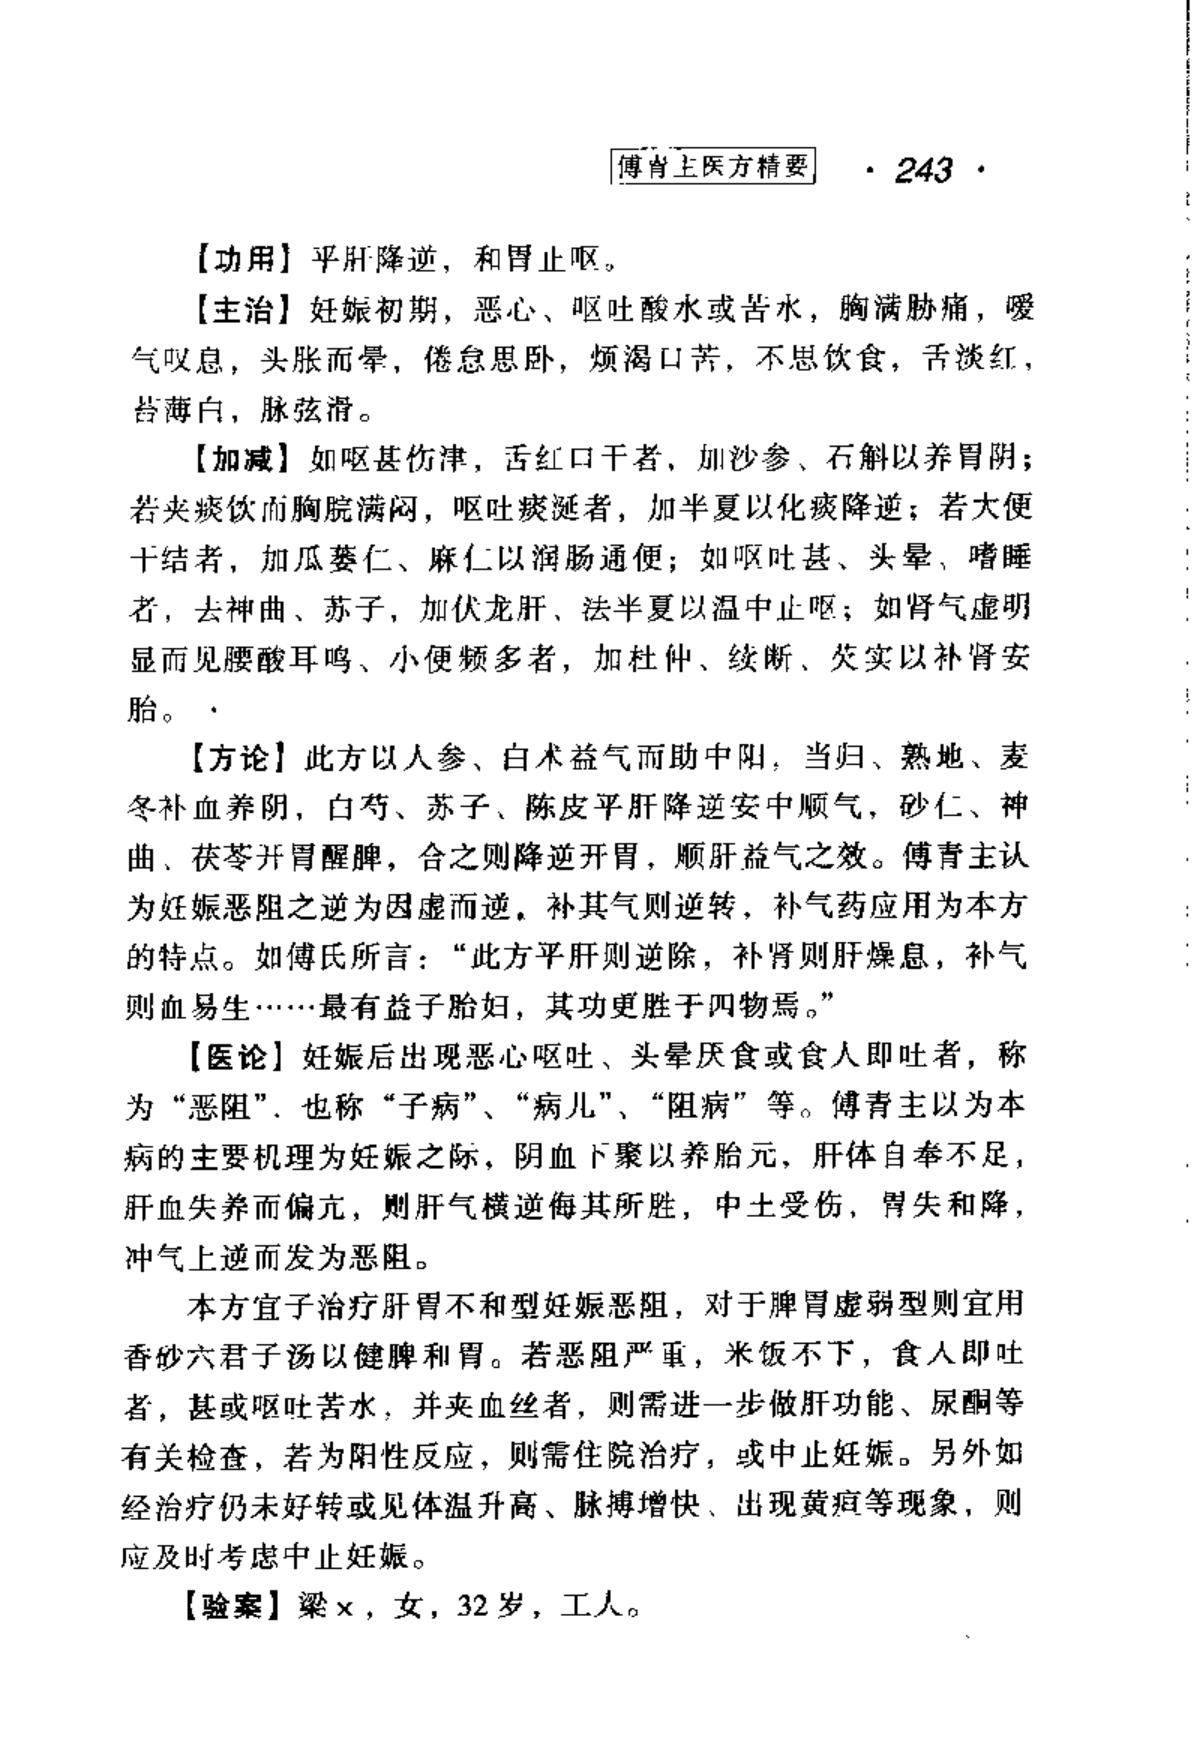 傅青主医方精要 · 243 ·
【功用】平肝降逆，和胃止呕。
【主治】妊娠初期，恶心、呕吐酸水或苦水，胸满胁痛，嗳
气叹息，头胀而晕，倦怠思卧，烦渴口苦，不思饮食，舌淡红，
苔薄白，脉弦滑。
【加减】如呕甚伤津，舌红口干者，加沙参、石斛以养胃阴；
若夹痰饮而胸脘满闷，呕吐痰涎者，加半夏以化痰降逆；若大便
干结者，加瓜蒌仁、麻仁以润肠通便；如呕吐甚、头晕、嗜睡
者，去神曲、苏子，加伏龙肝、法半夏以温中止呕；如肾气虚明
显而见腰酸耳鸣、小便频多者，加杜仲、续断、芡实以补肾安
胎。
【方论】此方以人参、白术益气而助中阳，当归、熟地、麦
冬补血养阴，白芍、苏子、陈皮平肝降逆安中顺气，砂仁、神
曲、茯苓开胃醒脾，合之则降逆开胃，顺肝益气之效。傅青主认
为妊娠恶阻之逆为因虚而逆，补其气则逆转，补气药应用为本方
的特点。如傅氏所言：“此方平肝则逆除，补肾则肝燥息，补气
则血易生……最有益子胎妇，其功更胜于四物焉。”
【医论】妊娠后出现恶心呕吐、头晕厌食或食人即吐者，称
为“恶阻”．也称“子病”、“病儿”、“阻病”等。傅青主以为本
病的主要机理为妊娠之际，阴血下聚以养胎元，肝体自奉不足，
肝血失养而偏亢，则肝气横逆侮其所胜，中土受伤，胃失和降，
冲气上逆而发为恶阻。
本方宜子治疗肝胃不和型妊娠恶阻，对于脾胃虚弱型则宜用
香砂六君子汤以健脾和胃。若恶阻严重，米饭不下，食人即吐
者，甚或呕吐苦水，并夹血丝者，则需进一步做肝功能、尿酮等
有关检查，若为阳性反应，则需住院治疗，或中止妊娠。另外如
经治疗仍未好转或见体温升高、脉搏增快、出现黄疸等现象，则
应及时考虑中止妊娠。
【验案】梁×，女，32岁，工人。